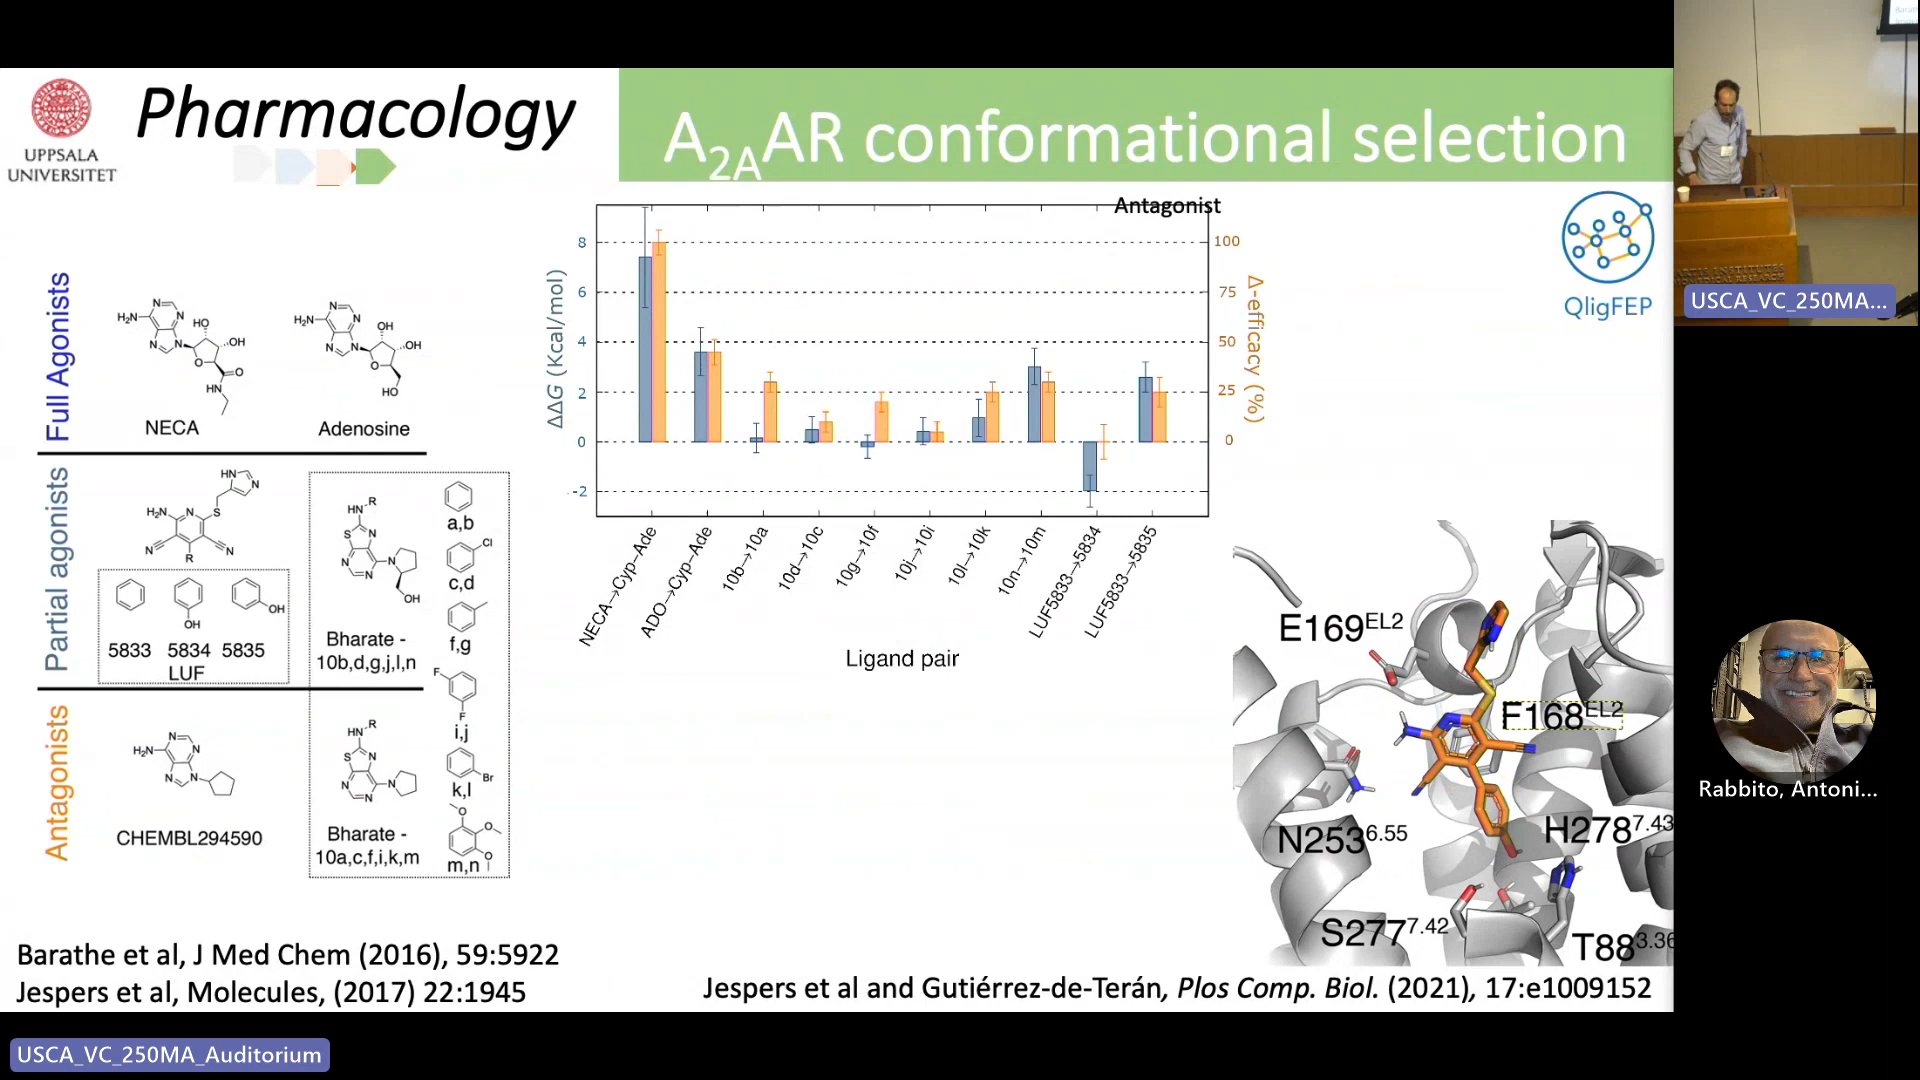 UPPSALA
UNIVERSITET
Pharmacology
A2AAR conformational selection
QligFEP
Full Agonists
NH2N
NECA
Adenosine
Partial agonists
5833 5834 5835
LUF
Bharate -
10b,d,g,j,l,n
Antagonists
CHEMBL294590
Bharate -
10a,c,f,i,k,m
a,b
Cl
c,d
f,g
F
F
i,j
Br
k,l
m,n
Antagonist
ΔΔG (Kcal/mol)
8
6
4
2
0
-2
100
75
50
25
0
Δ-efficacy (%)
NECA→Cyp-Ade
ADO→Cyp-Ade
10b→10a
10d→10c
10g→10f
10j→10i
10l→10k
10n→10m
LUF5833→5834
LUF5833→5835
Ligand pair
E169EL2
F168EL2
N2536.55
H2787.43
S2777.42
T883.36
Barathe et al, J Med Chem (2016), 59:5922
Jespers et al, Molecules, (2017) 22:1945
Jespers et al and Gutiérrez-de-Terán, Plos Comp. Biol. (2021), 17:e1009152
USCA_VC_250MA...
Rabbito, Antoni...
USCA_VC_250MA_Auditorium